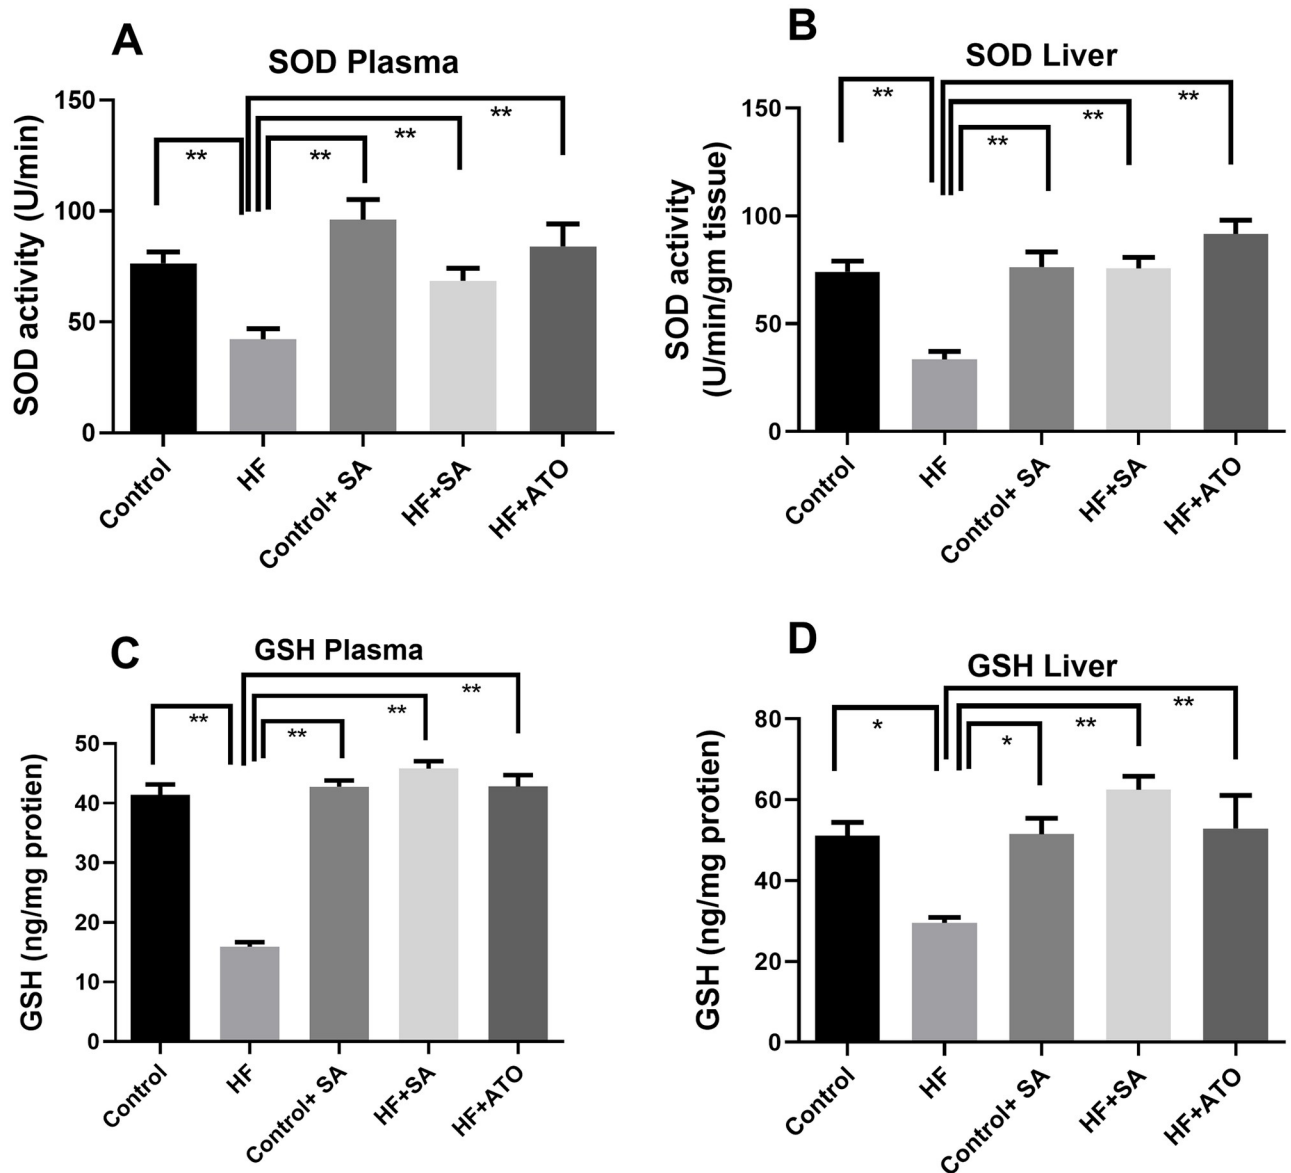 A
SOD Plasma
SOD activity (U/min)
150
100
50
0
**
**
**
**
Control
HF
Control+ SA
HF+SA
HF+ATO
B
SOD Liver
SOD activity
(U/min/gm tissue)
150
100
50
0
**
**
**
**
Control
HF
Control+ SA
HF+SA
HF+ATO
C
GSH Plasma
GSH (ng/mg protien)
50
40
30
20
10
0
**
**
**
**
Control
HF
Control+ SA
HF+SA
HF+ATO
D
GSH Liver
GSH (ng/mg protien)
80
60
40
20
0
*
*
**
**
Control
HF
Control+ SA
HF+SA
HF+ATO